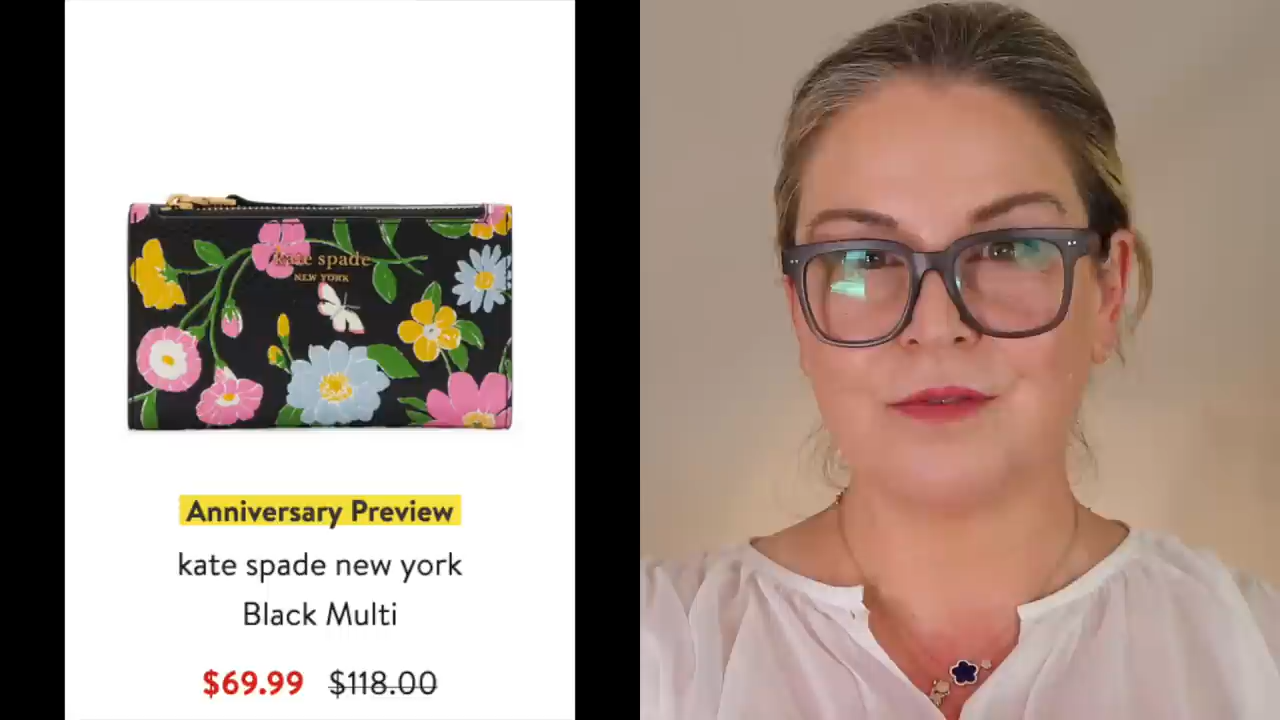 kate spade
NEW YORK
Anniversary Preview
kate spade new york
Black Multi
$69.99 $118.00